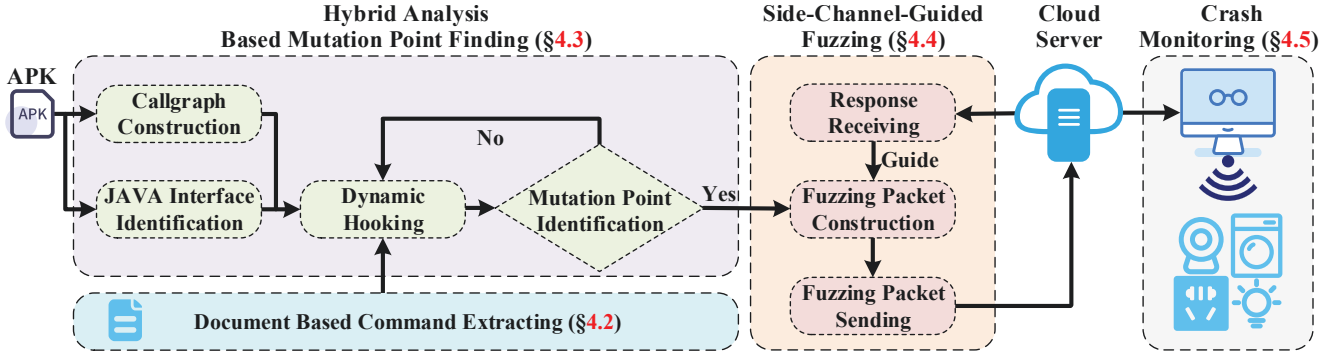 Hybrid Analysis
Based Mutation Point Finding (§4.3)
Side-Channel-Guided
Fuzzing (§4.4)
Cloud
Server
Crash
Monitoring (§4.5)
APK
APK
Callgraph
Construction
JAVA Interface
Identification
No
Dynamic
Hooking
Mutation Point
Identification
Yes
Response
Receiving
Guide
Fuzzing Packet
Construction
Fuzzing Packet
Sending
Document Based Command Extracting (§4.2)